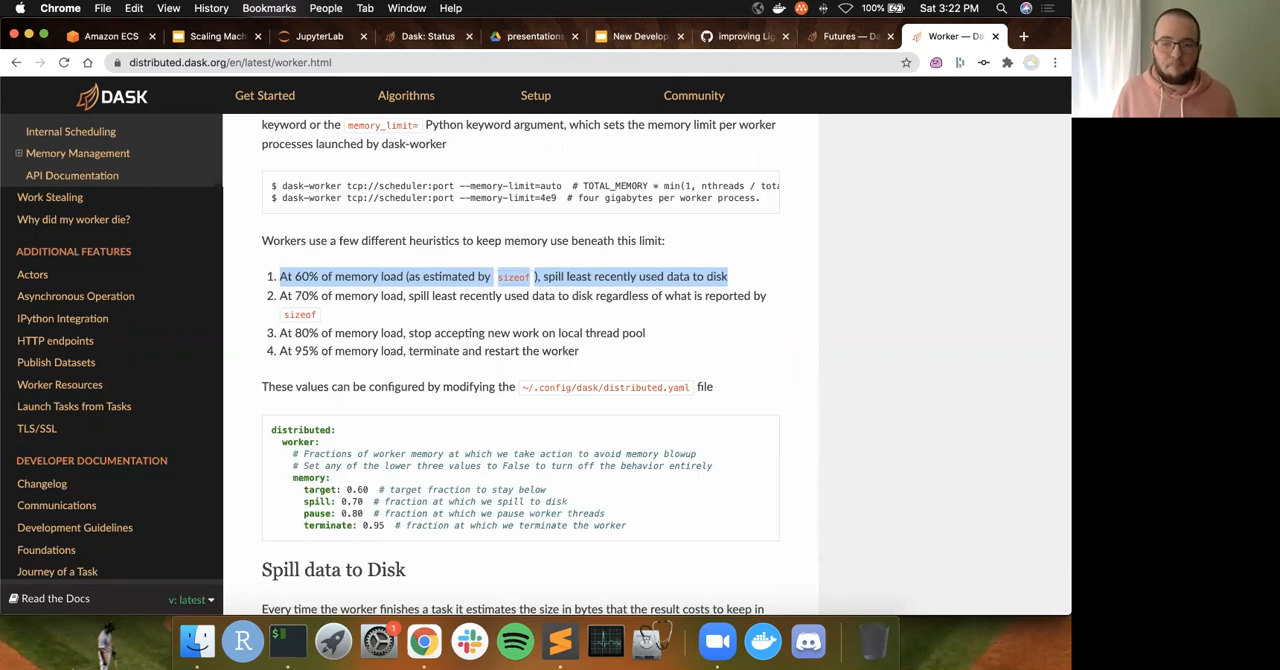 Chrome File Edit View History Bookmarks People Tab Window Help 100% Sat 3:22 PM
Amazon ECS Scaling Mach JupyterLab Dask: Status presentations New Develop improving Lig Futures — Da Worker — Da
distributed.dask.org/en/latest/worker.html
DASK Get Started Algorithms Setup Community
Internal Scheduling
Memory Management
API Documentation
Work Stealing
Why did my worker die?
ADDITIONAL FEATURES
Actors
Asynchronous Operation
IPython Integration
HTTP endpoints
Publish Datasets
Worker Resources
Launch Tasks from Tasks
TLS/SSL
DEVELOPER DOCUMENTATION
Changelog
Communications
Development Guidelines
Foundations
Journey of a Task
Read the Docs v: latest
keyword or the memory_limit= Python keyword argument, which sets the memory limit per worker
processes launched by dask-worker
$ dask-worker tcp://scheduler:port --memory-limit=auto # TOTAL_MEMORY * min(1, nthreads / tota
$ dask-worker tcp://scheduler:port --memory-limit=4e9 # four gigabytes per worker process.
Workers use a few different heuristics to keep memory use beneath this limit:
1. At 60% of memory load (as estimated by sizeof ), spill least recently used data to disk
2. At 70% of memory load, spill least recently used data to disk regardless of what is reported by
sizeof
3. At 80% of memory load, stop accepting new work on local thread pool
4. At 95% of memory load, terminate and restart the worker
These values can be configured by modifying the ~/.config/dask/distributed.yaml file
distributed:
worker:
# Fractions of worker memory at which we take action to avoid memory blowup
# Set any of the lower three values to False to turn off the behavior entirely
memory:
target: 0.60 # target fraction to stay below
spill: 0.70 # fraction at which we spill to disk
pause: 0.80 # fraction at which we pause worker threads
terminate: 0.95 # fraction at which we terminate the worker
Spill data to Disk
Every time the worker finishes a task it estimates the size in bytes that the result costs to keep in
R
$
1